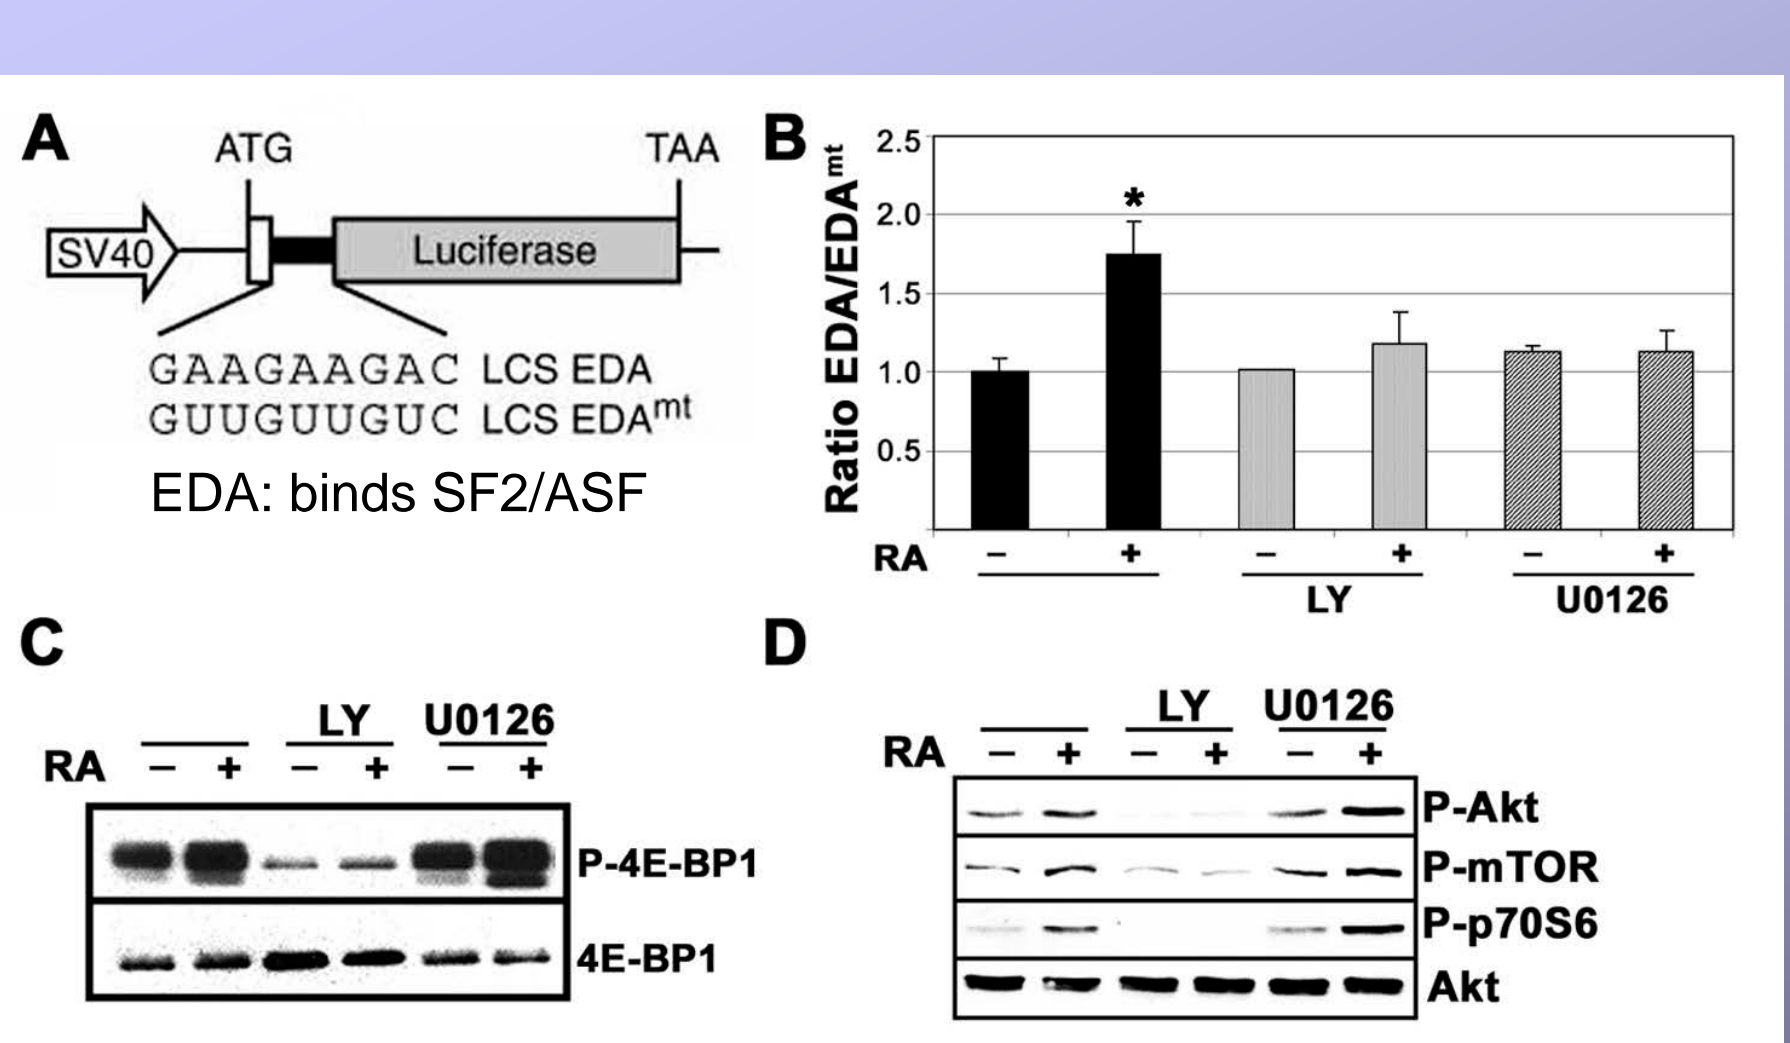 A
ATG
TAA
SV40
Luciferase
GAAGAAGAC LCS EDA
GUUGUUGUC LCS EDAmt
EDA: binds SF2/ASF
B
Ratio EDA/EDAmt
2.5
2.0
1.5
1.0
0.5
*
RA − + − + − +
LY U0126
C
LY U0126
RA − + − + − +
P-4E-BP1
4E-BP1
D
LY U0126
RA − + − + − +
P-Akt
P-mTOR
P-p70S6
Akt